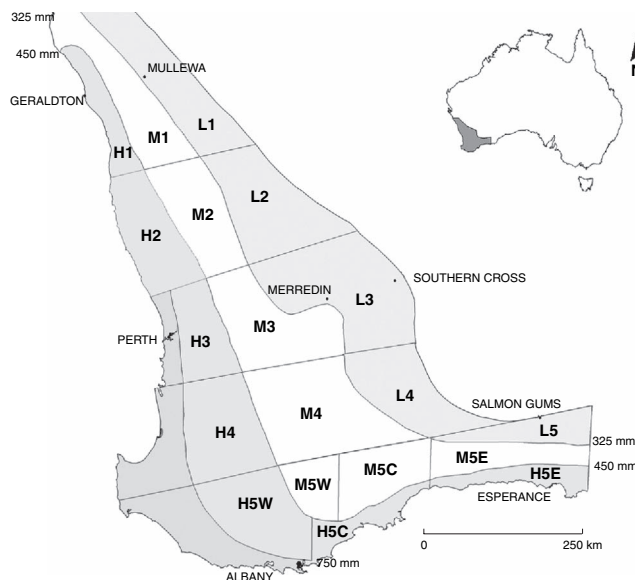 325 mm
450 mm
MULLEWA
GERALDTON
N
L1
M1
H1
L2
M2
H2
SOUTHERN CROSS
MERREDIN
L3
M3
PERTH
H3
L4
SALMON GUMS
M4
H4
L5
325 mm
M5E
M5C
450 mm
H5E
M5W
ESPERANCE
H5W
H5C
0
250 km
750 mm
ALBANY